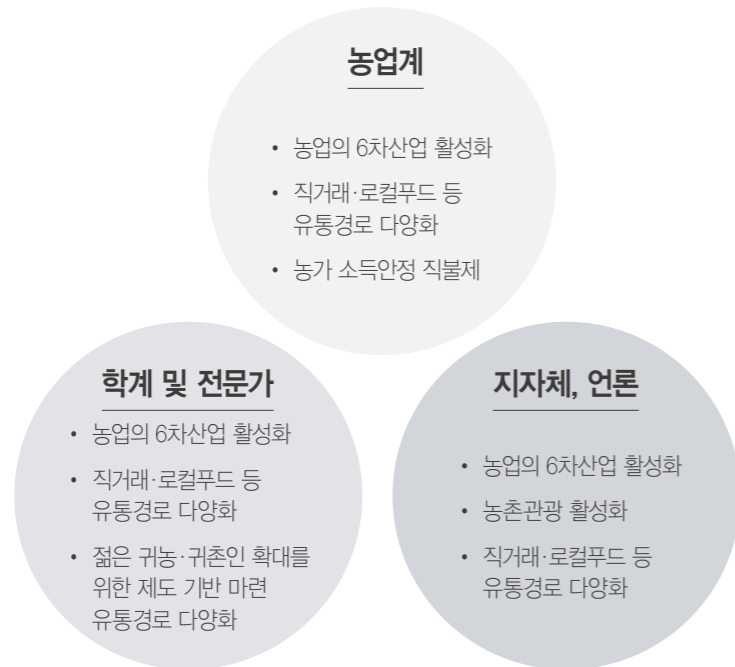 농업계
• 농업의 6차산업 활성화
• 직거래·로컬푸드 등
유통경로 다양화
• 농가 소득안정 직불제
학계 및 전문가
• 농업의 6차산업 활성화
• 직거래·로컬푸드 등
유통경로 다양화
• 젊은 귀농·귀촌인 확대를
위한 제도 기반 마련
유통경로 다양화
지자체, 언론
• 농업의 6차산업 활성화
• 농촌관광 활성화
• 직거래·로컬푸드 등
유통경로 다양화